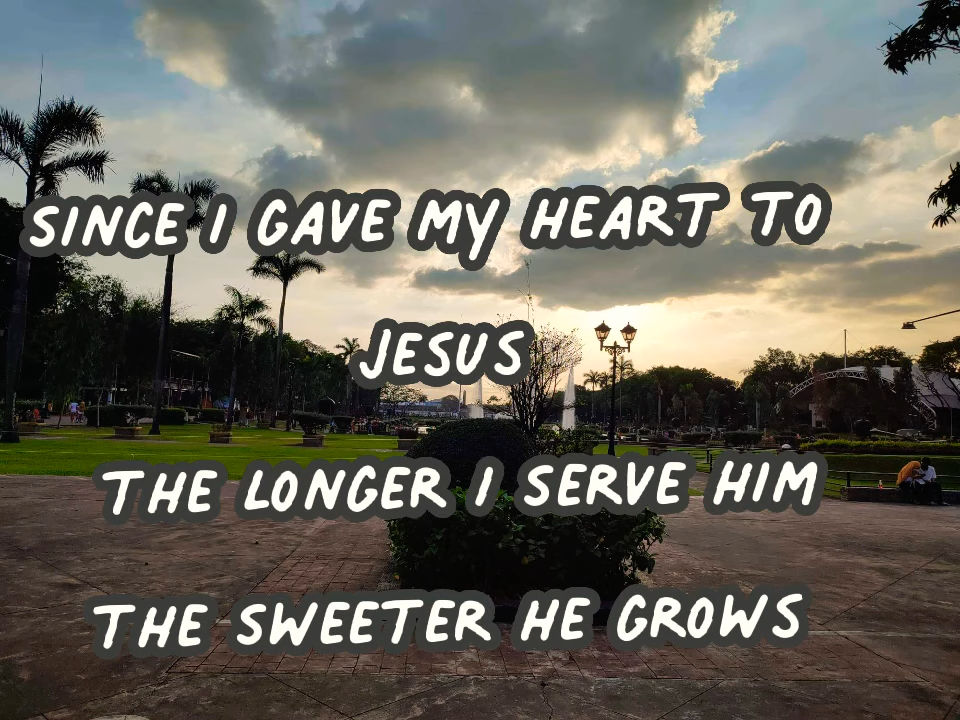 SINCE I GAVE MY HEART TO
JESUS
THE LONGER I SERVE HIM
THE SWEETER HE GROWS